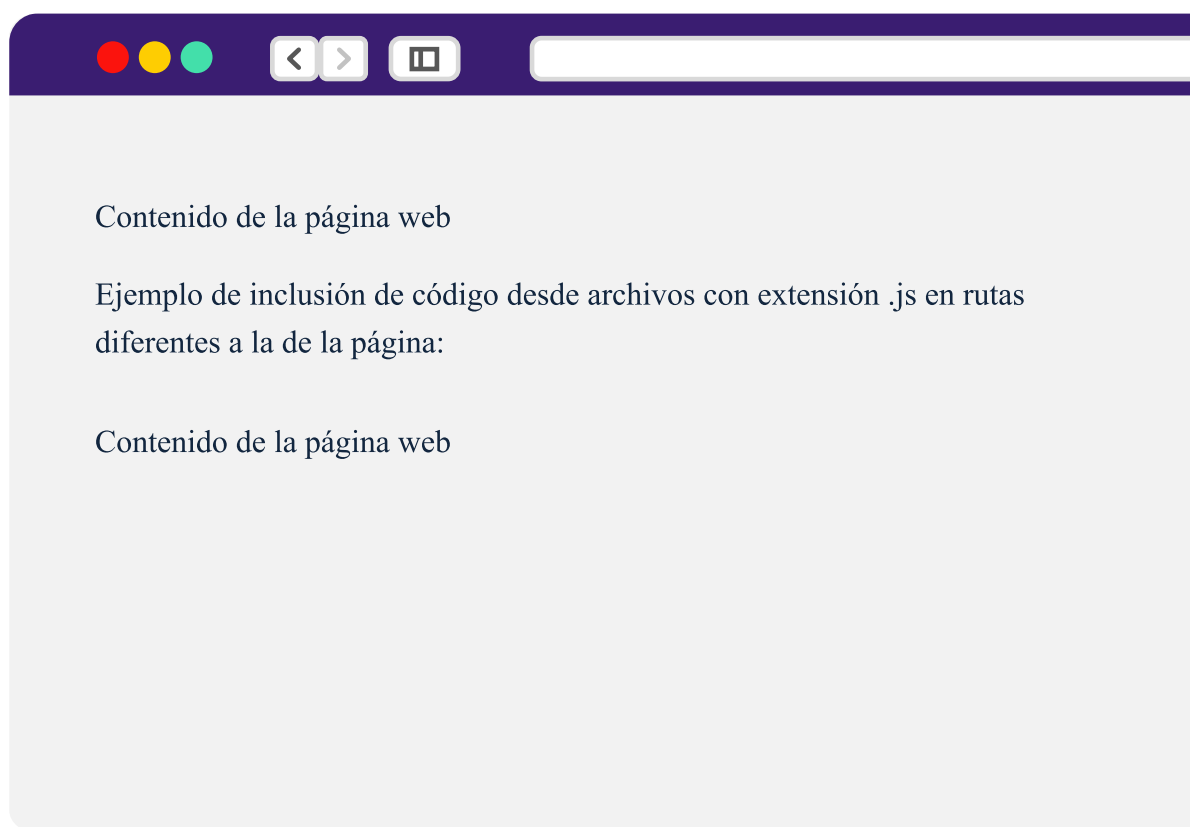 Contenido de la página web
Ejemplo de inclusión de código desde archivos con extensión .js en rutas
diferentes a la de la página:
Contenido de la página web